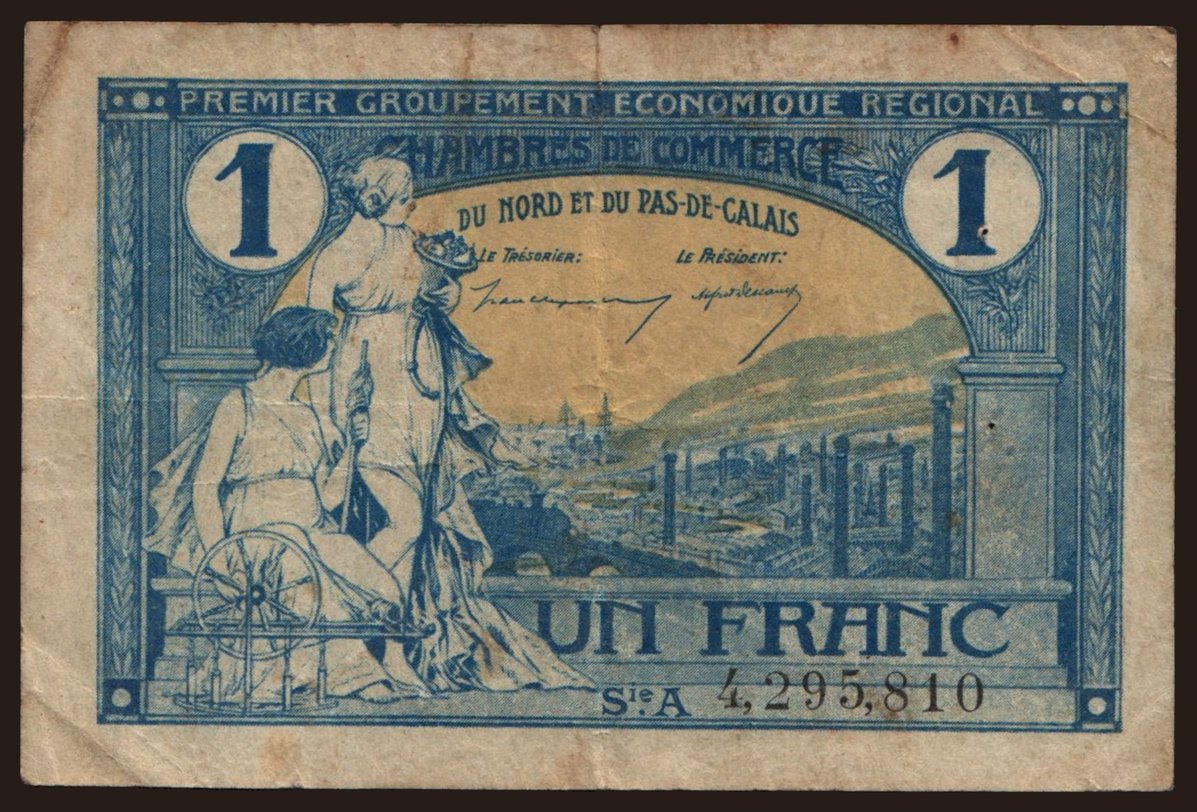 PREMIER GROUPEMENT ECONOMIQUE REGIONAL
CHAMBRES DE COMMERCE
1 1
DU NORD ET DU PAS-DE-CALAIS
LE TRÉSORIER: LE PRÉSIDENT:
UN FRANC
Sie. A 4,295,810